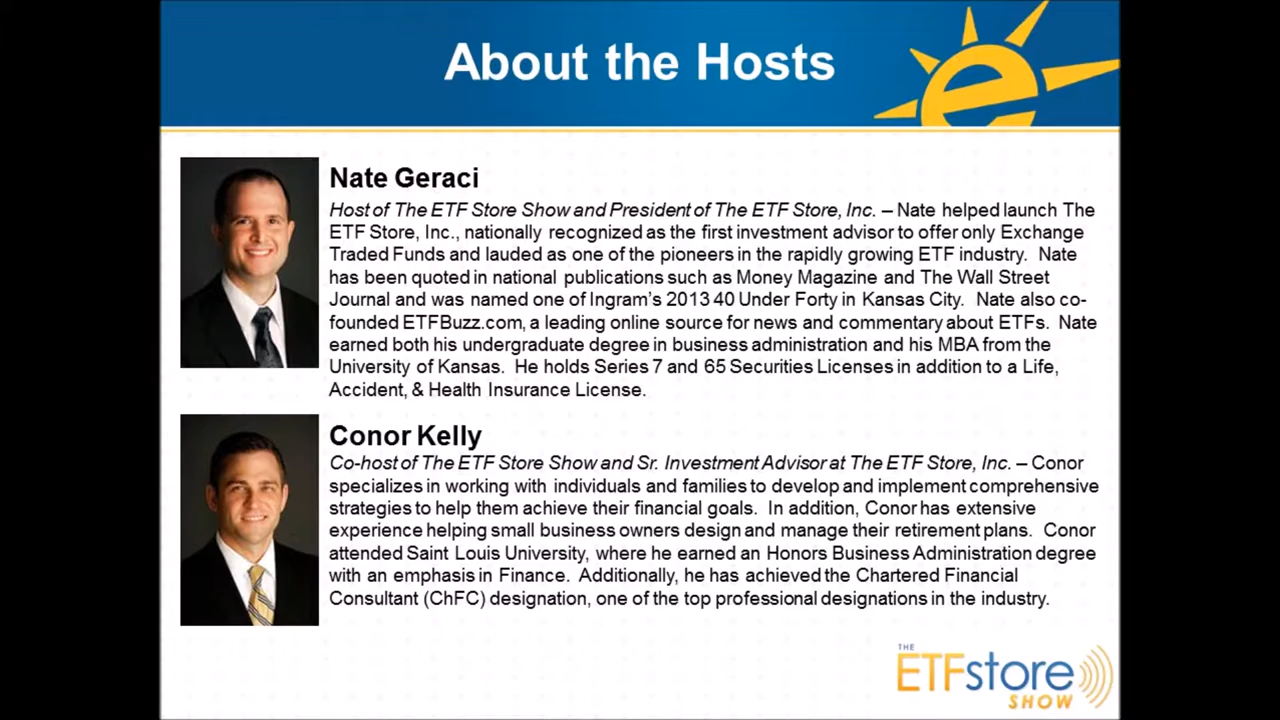 About the Hosts
Nate Geraci
Host of The ETF Store Show and President of The ETF Store, Inc. – Nate helped launch The
ETF Store, Inc., nationally recognized as the first investment advisor to offer only Exchange
Traded Funds and lauded as one of the pioneers in the rapidly growing ETF industry.  Nate
has been quoted in national publications such as Money Magazine and The Wall Street
Journal and was named one of Ingram's 2013 40 Under Forty in Kansas City.  Nate also co-
founded ETFBuzz.com, a leading online source for news and commentary about ETFs.  Nate
earned both his undergraduate degree in business administration and his MBA from the
University of Kansas.  He holds Series 7 and 65 Securities Licenses in addition to a Life,
Accident, & Health Insurance License.
Conor Kelly
Co-host of The ETF Store Show and Sr. Investment Advisor at The ETF Store, Inc. – Conor
specializes in working with individuals and families to develop and implement comprehensive
strategies to help them achieve their financial goals.  In addition, Conor has extensive
experience helping small business owners design and manage their retirement plans.  Conor
attended Saint Louis University, where he earned an Honors Business Administration degree
with an emphasis in Finance.  Additionally, he has achieved the Chartered Financial
Consultant (ChFC) designation, one of the top professional designations in the industry.
THE
ETFstore
SHOW